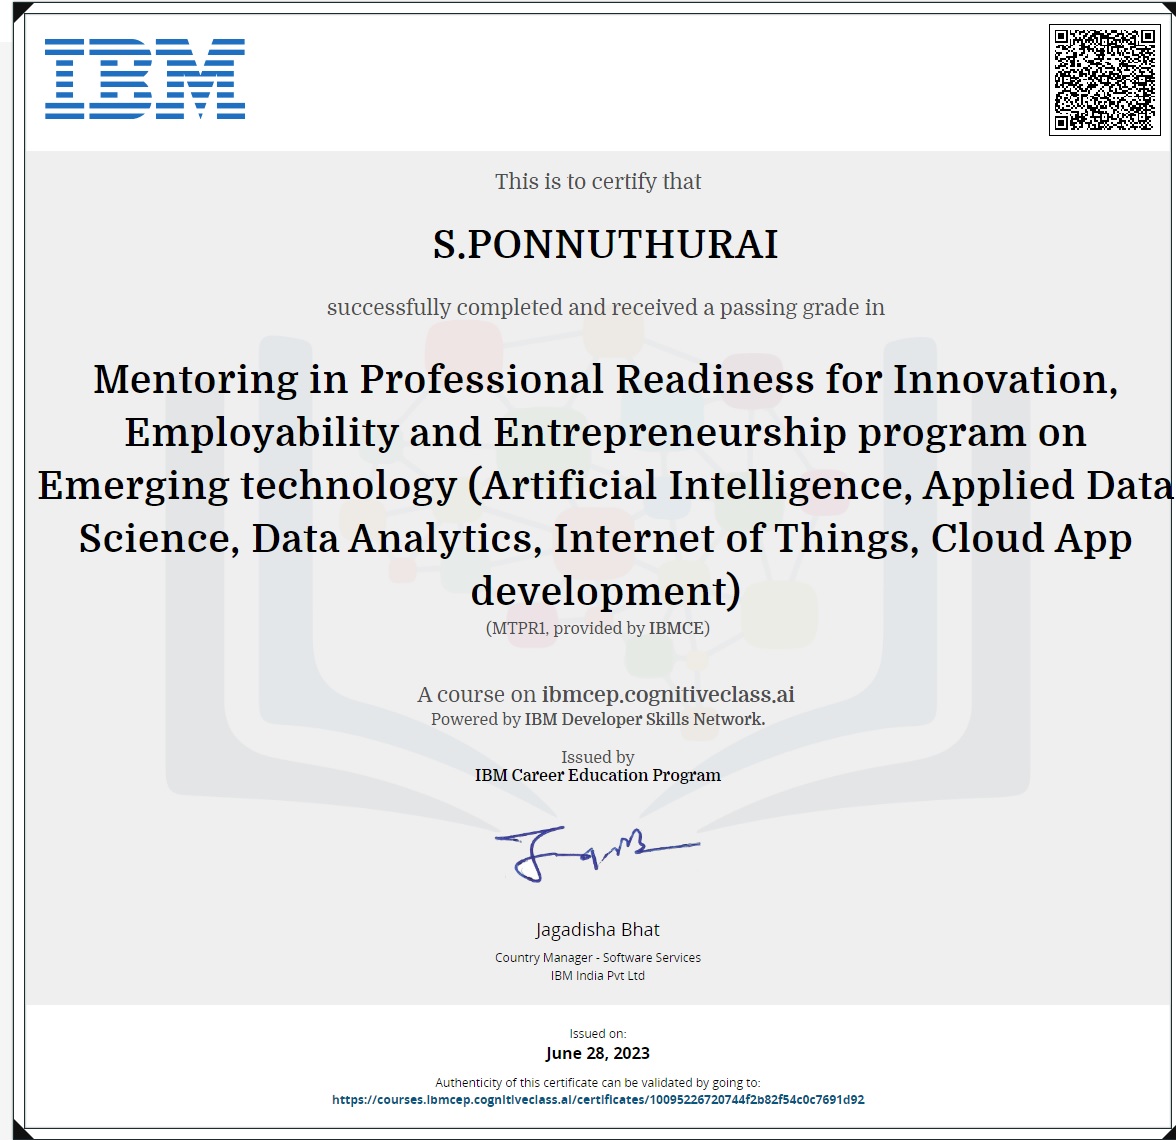 IBM
This is to certify that
S.PONNUTHURAI
successfully completed and received a passing grade in
Mentoring in Professional Readiness for Innovation,
Employability and Entrepreneurship program on
Emerging technology (Artificial Intelligence, Applied Data
Science, Data Analytics, Internet of Things, Cloud App
development)
(MTPR1, provided by IBMCE)
A course on ibmcep.cognitiveclass.ai
Powered by IBM Developer Skills Network.
Issued by
IBM Career Education Program
Jagadisha Bhat
Country Manager - Software Services
IBM India Pvt Ltd
Issued on:
June 28, 2023
Authenticity of this certificate can be validated by going to:
https://courses.ibmcep.cognitiveclass.ai/certificates/10095226720744f2b82f54c0c7691d92